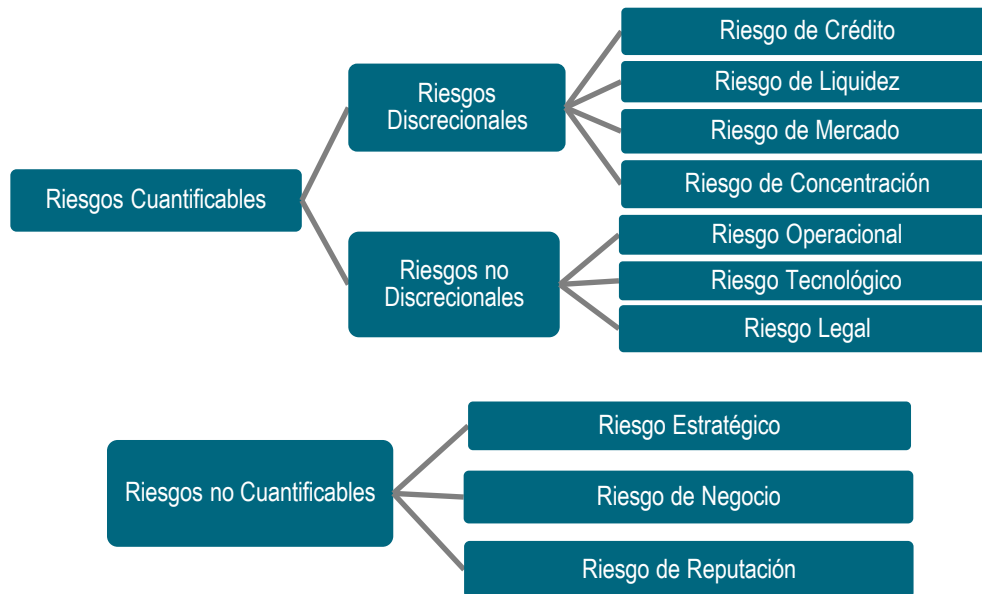 Riesgos Cuantificables
Riesgos
Discrecionales
Riesgo de Crédito
Riesgo de Liquidez
Riesgo de Mercado
Riesgo de Concentración
Riesgos no
Discrecionales
Riesgo Operacional
Riesgo Tecnológico
Riesgo Legal
Riesgos no Cuantificables
Riesgo Estratégico
Riesgo de Negocio
Riesgo de Reputación